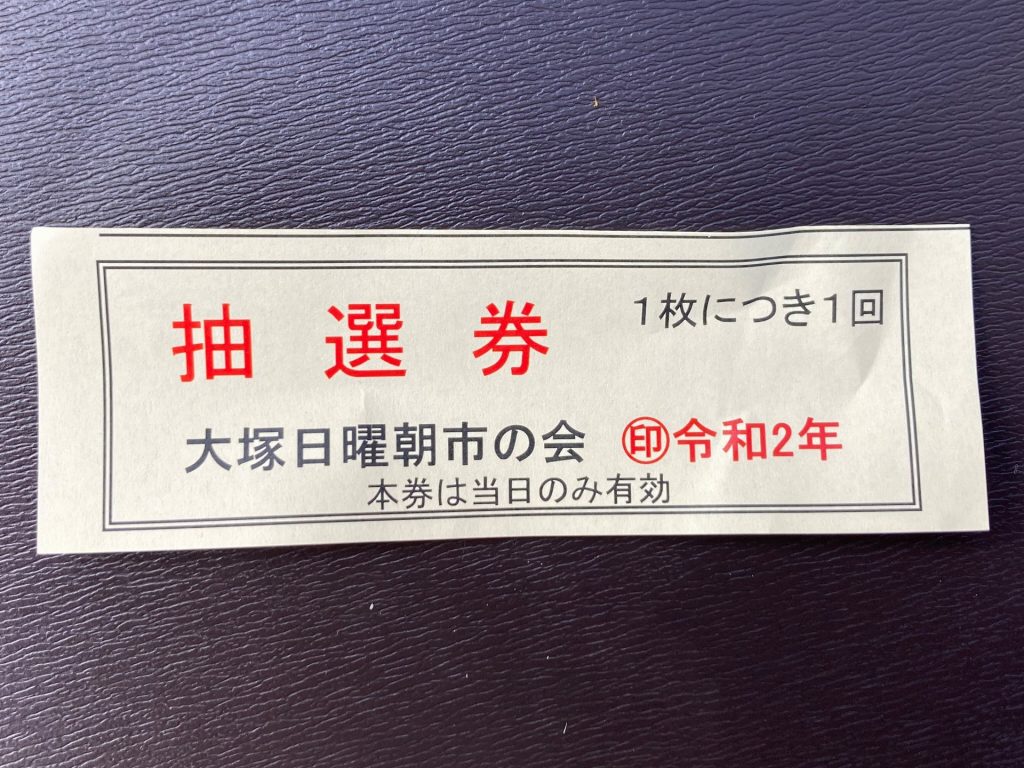 抽選券 1枚につき1回
大塚日曜朝市の会 ㊞令和2年
本券は当日のみ有効